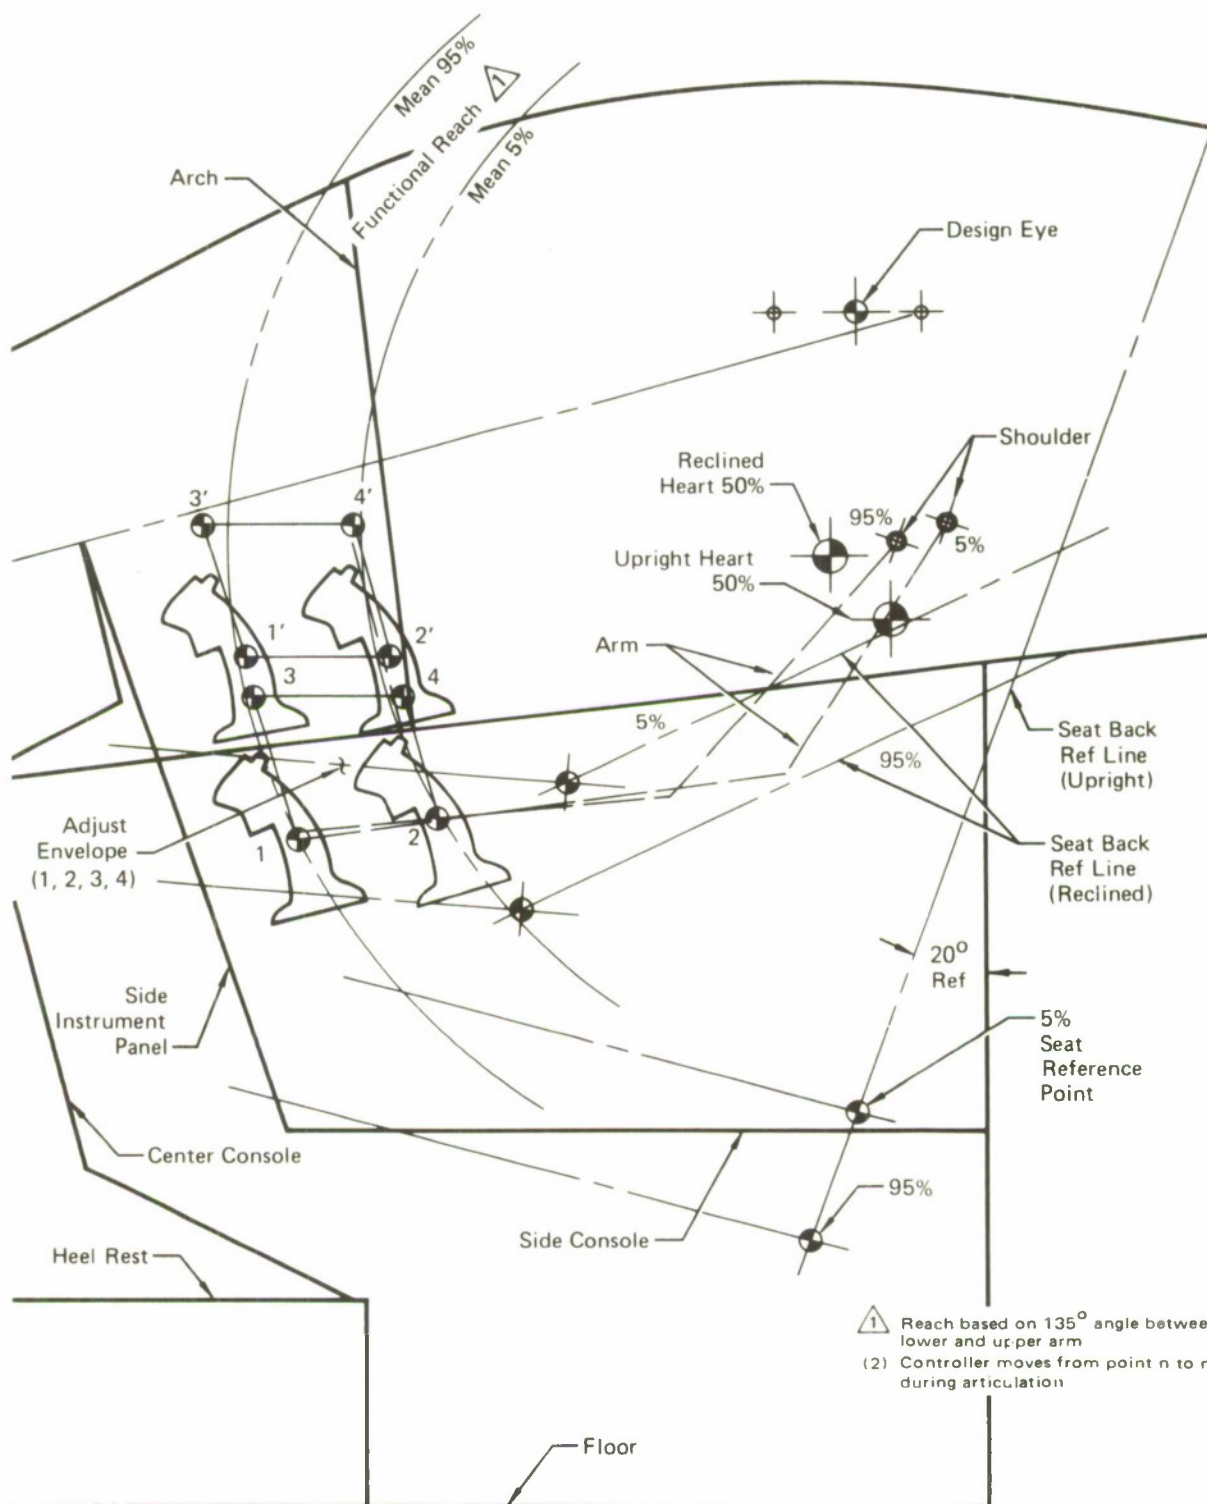 Mean 95%
Functional Reach 1
Mean 5%
Arch
Design Eye
Shoulder
Reclined
Heart 50%
95%
5%
Upright Heart
50%
3'
4'
1'
2'
3
4
Arm
5%
95%
Seat Back
Ref Line
(Upright)
Adjust
Envelope
(1, 2, 3, 4)
1
2
Seat Back
Ref Line
(Reclined)
20° 
Ref
Side
Instrument
Panel
5%
Seat
Reference
Point
Center Console
95%
Side Console
Heel Rest
1 Reach based on 135° angle betwee
lower and upper arm
(2) Controller moves from point n to
during articulation
Floor